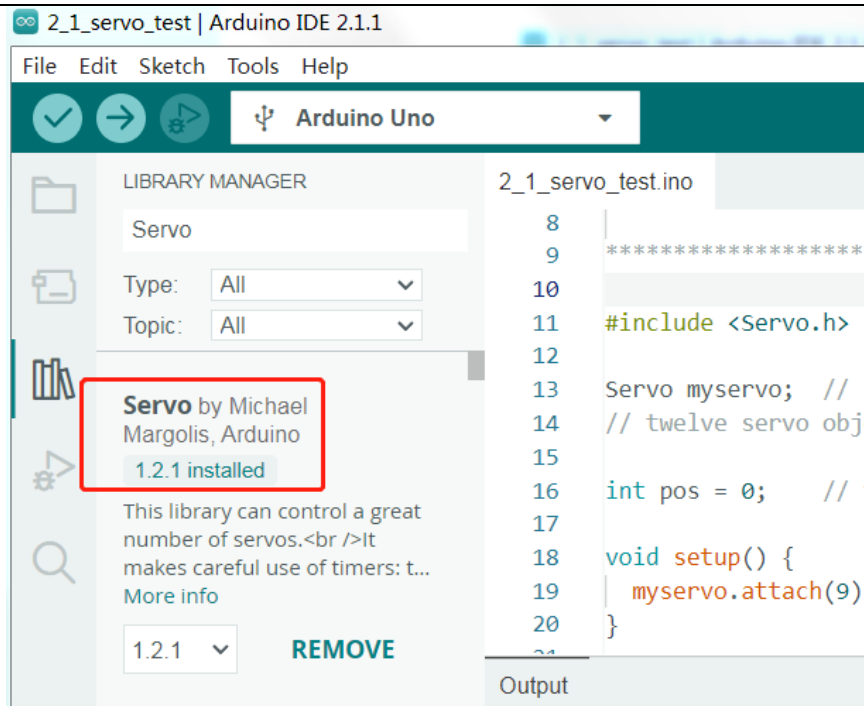 2_1_servo_test | Arduino IDE 2.1.1
File Edit Sketch Tools Help
Arduino Uno
LIBRARY MANAGER
Servo
Type: All
Topic: All
Servo by Michael
Margolis, Arduino
1.2.1 installed
This library can control a great
number of servos.<br />It
makes careful use of timers: t...
More info
1.2.1
REMOVE
2_1_servo_test.ino
8
9 ********************
10
11 #include <Servo.h>
12
13 Servo myservo; //
14 // twelve servo obj
15
16 int pos = 0; //
17
18 void setup() {
19 myservo.attach(9)
20 }
Output